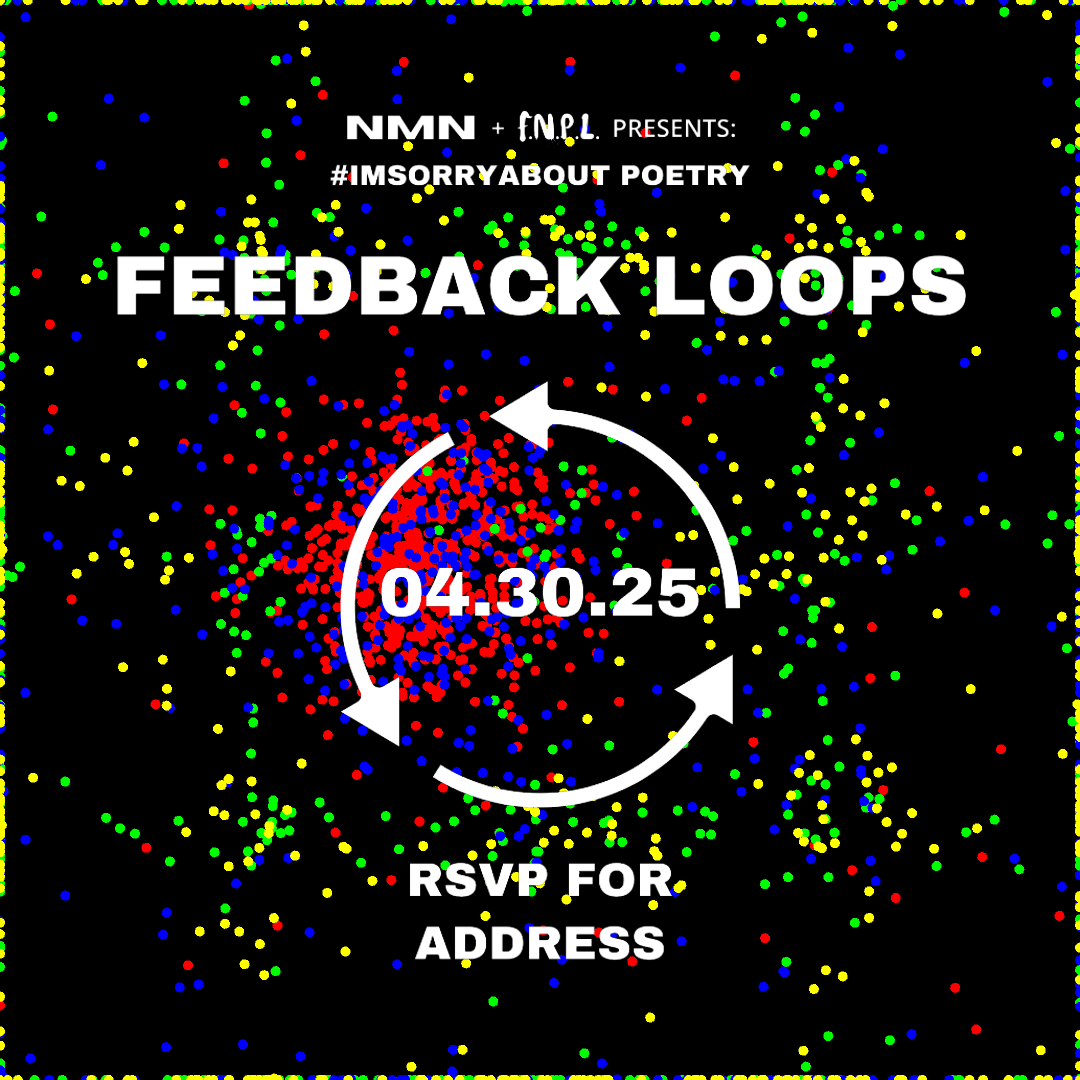 NMN + F.N.P.L. PRESENTS:
#IMSORRYABOUT POETRY
FEEDBACK LOOPS
04.30.25
RSVP FOR
ADDRESS